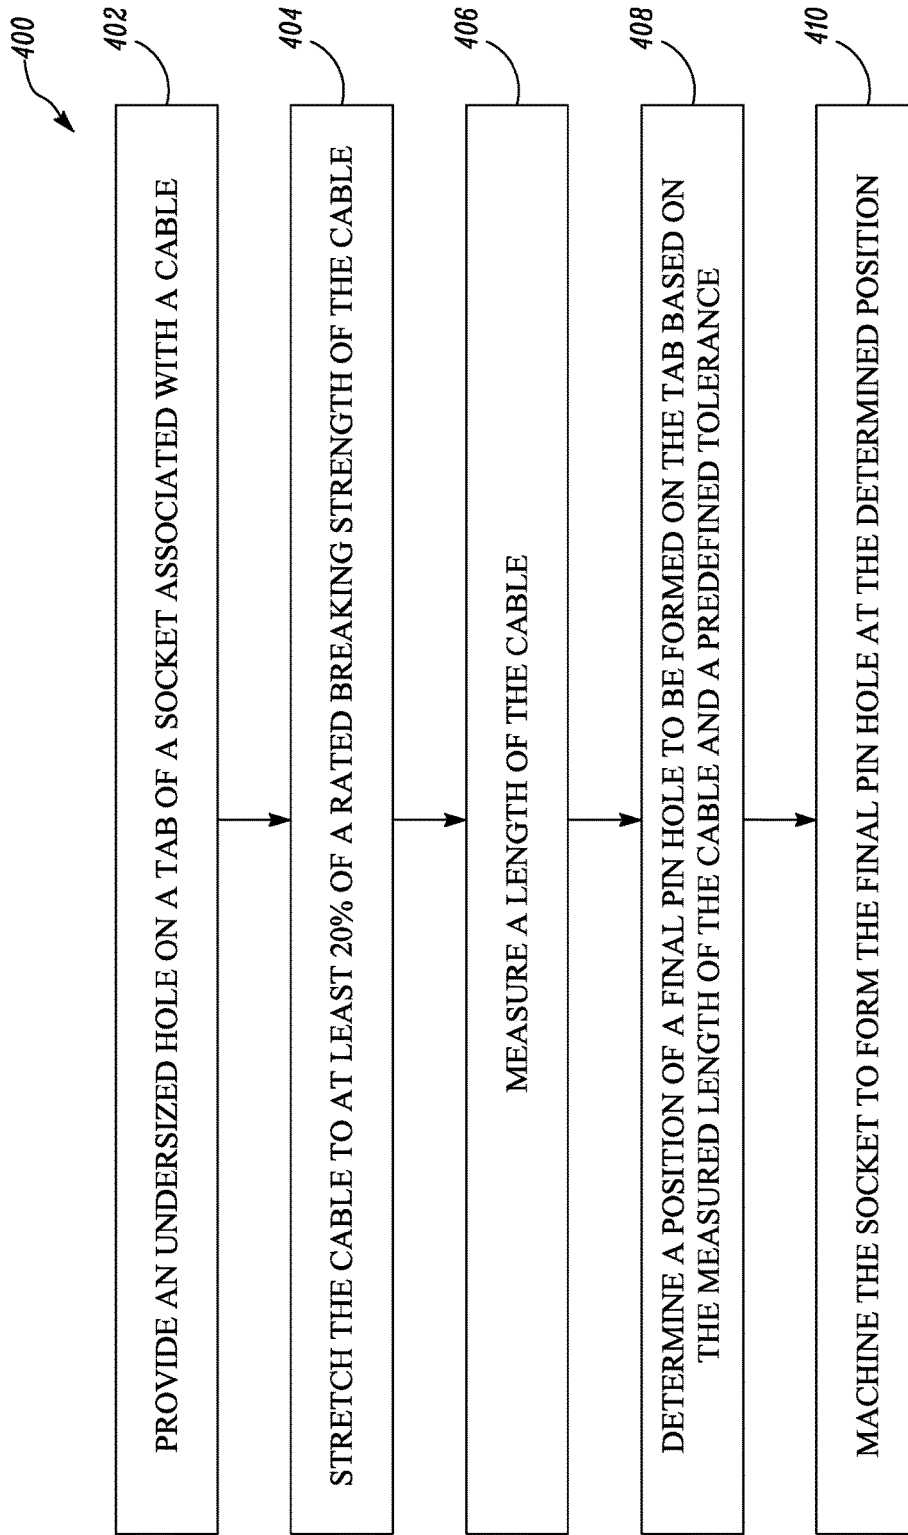 400
402
PROVIDE AN UNDERSIZED HOLE ON A TAB OF A SOCKET ASSOCIATED WITH A CABLE
404
STRETCH THE CABLE TO AT LEAST 20% OF A RATED BREAKING STRENGTH OF THE CABLE
406
MEASURE A LENGTH OF THE CABLE
408
DETERMINE A POSITION OF A FINAL PIN HOLE TO BE FORMED ON THE TAB BASED ON
THE MEASURED LENGTH OF THE CABLE AND A PREDEFINED TOLERANCE
410
MACHINE THE SOCKET TO FORM THE FINAL PIN HOLE AT THE DETERMINED POSITION